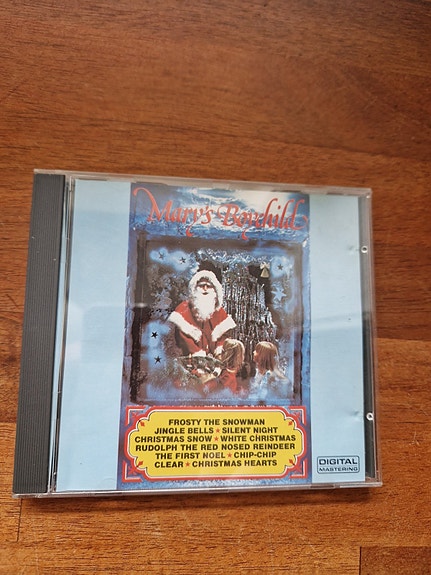 Mary's Boychild
FROSTY THE SNOWMAN
JINGLE BELLS ★ SILENT NIGHT
CHRISTMAS SNOW ★ WHITE CHRISTMAS
RUDOLPH THE RED NOSED REINDEER
THE FIRST NOEL ★ CHIP-CHIP
CLEAR ★ CHRISTMAS HEARTS
DIGITAL
MASTERING